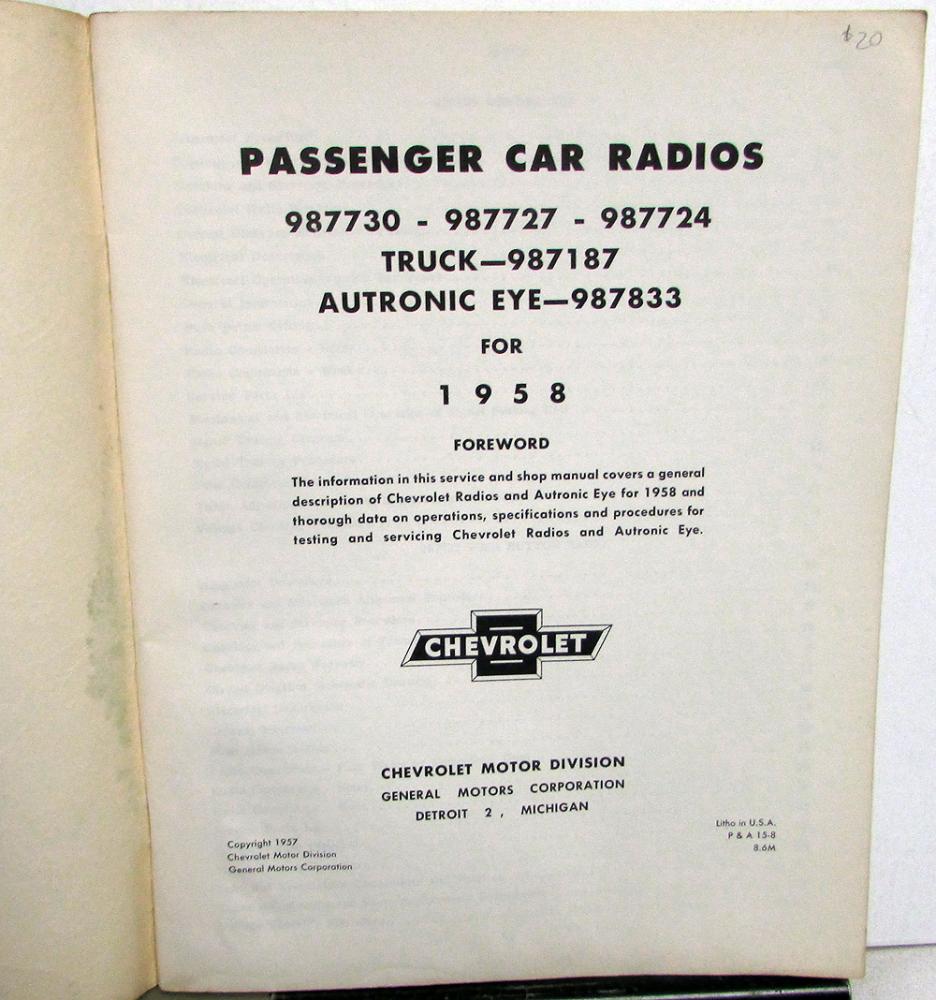 $20
PASSENGER CAR RADIOS
987730 - 987727 - 987724
TRUCK—987187
AUTRONIC EYE—987833
FOR
1958
FOREWORD
The information in this service and shop manual covers a general
description of Chevrolet Radios and Autronic Eye for 1958 and
thorough data on operations, specifications and procedures for
testing and servicing Chevrolet Radios and Autronic Eye.
CHEVROLET
CHEVROLET MOTOR DIVISION
GENERAL MOTORS CORPORATION
DETROIT 2, MICHIGAN
Copyright 1957
Chevrolet Motor Division
General Motors Corporation
Litho in U.S.A.
P & A 15-8
8.6M